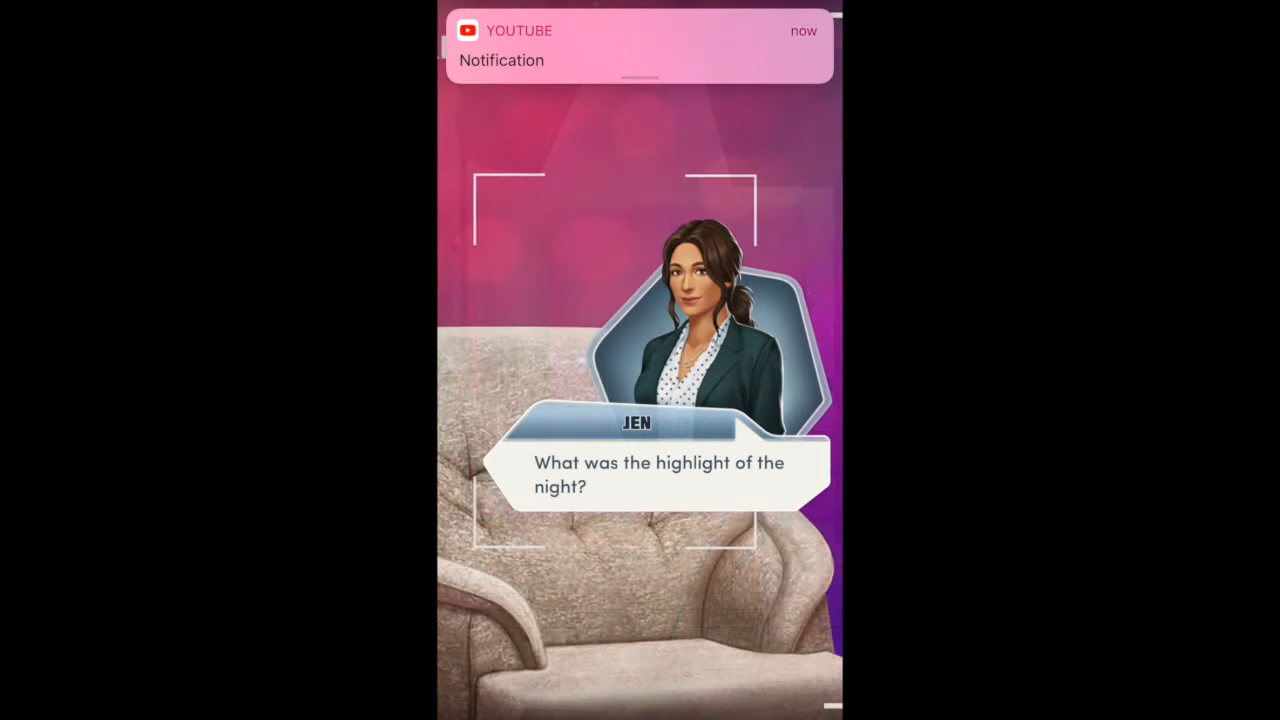 YOUTUBE now
Notification
JEN
What was the highlight of the
night?